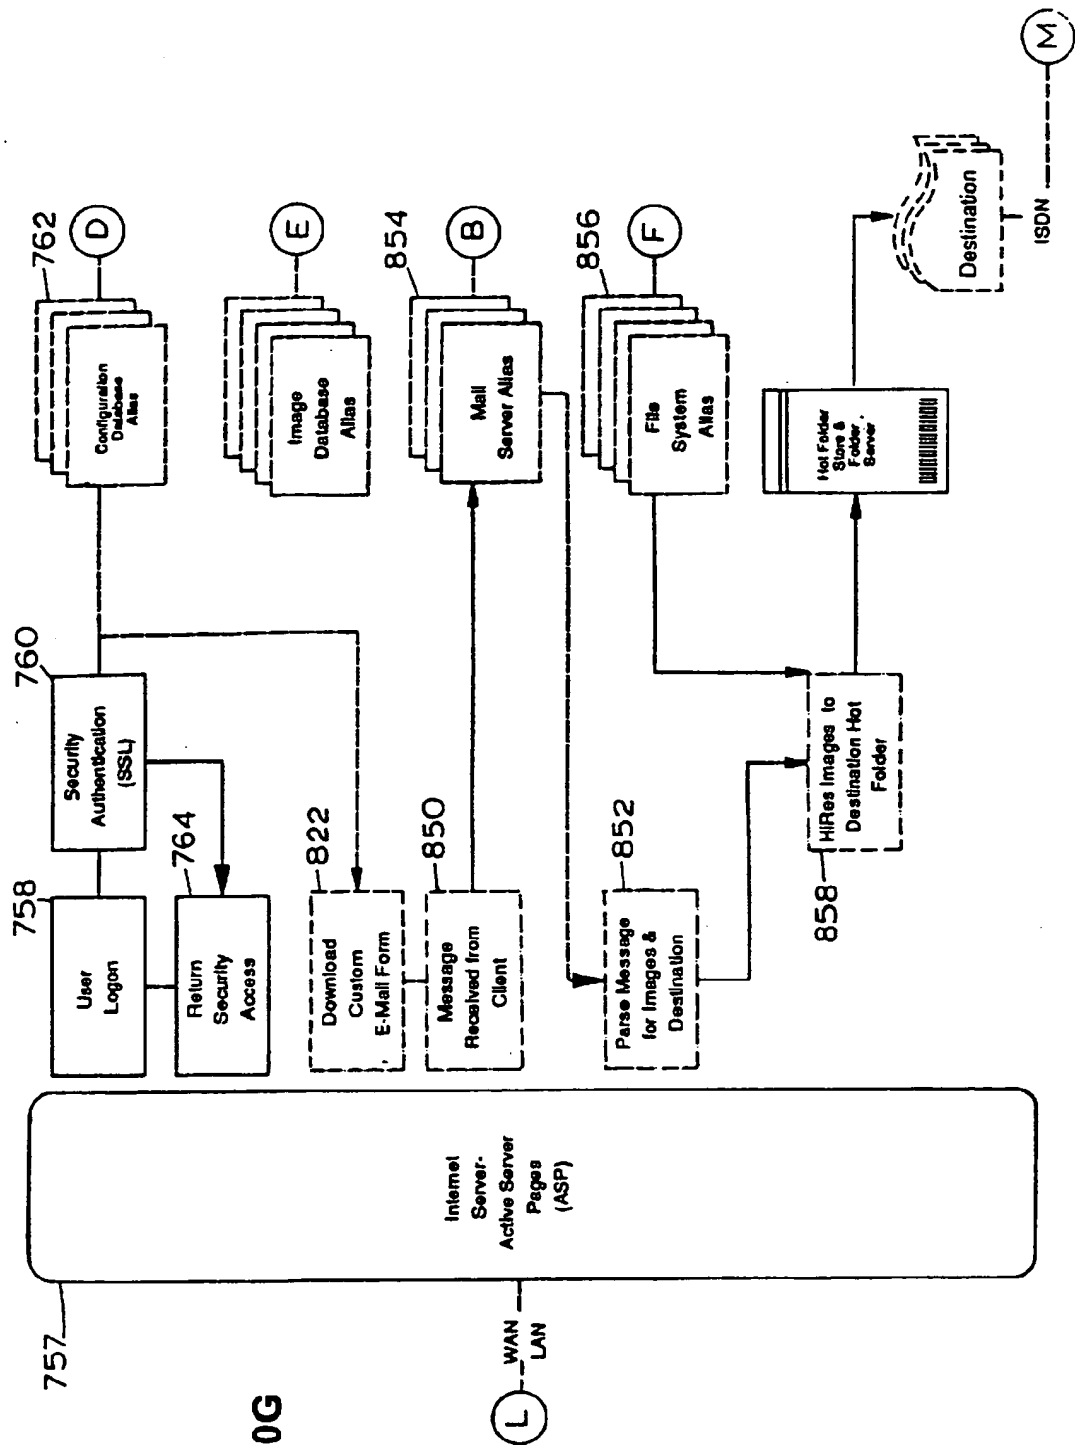 757
Internet
Server-
Active Server
Pages
(ASP)
L
WAN
LAN
0G
758
User
Logon
760
Security
Authentication
(SSL)
762
Configuration
Database
Alias
D
764
Return
Security
Access
Image
Database
Alias
E
822
Download
Custom
E-Mail Form
850
Message
Received from
Client
854
Mail
Server Alias
B
852
Parse Message
for Images &
Destination
856
File
System
Alias
F
858
HiRes Images to
Destination Hot
Folder
Hot Folder
Store &
Folder
Server
Destination
ISDN
M